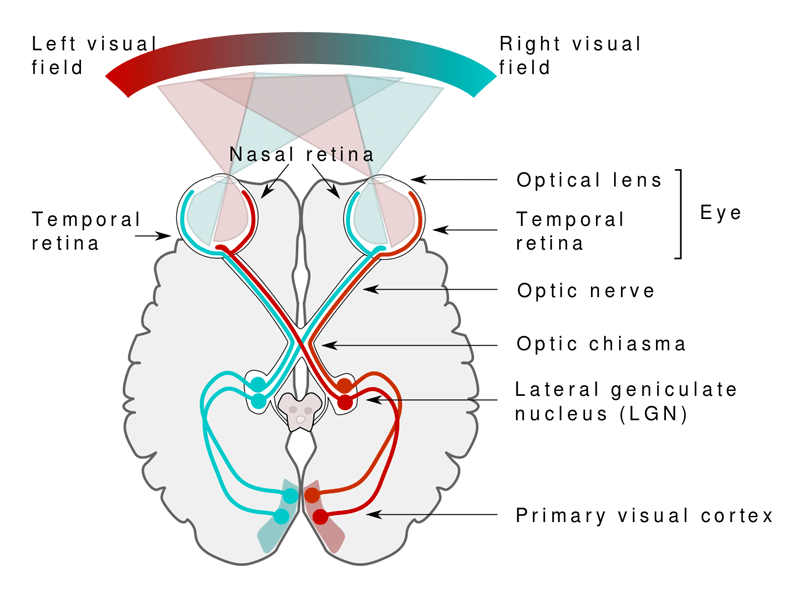 Left visual
field
Right visual
field
Nasal retina
Optical lens
Temporal
retina
Temporal
retina
Eye
Optic nerve
Optic chiasma
Lateral geniculate
nucleus (LGN)
Primary visual cortex